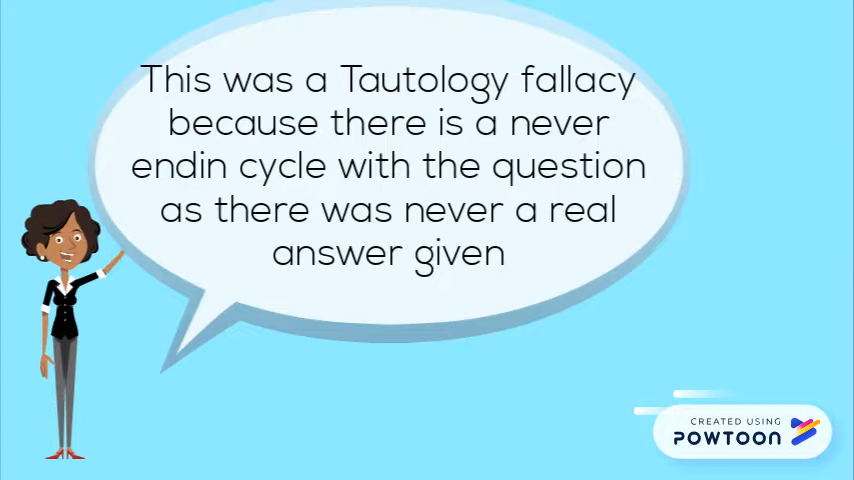 This was a Tautology fallacy
because there is a never
endin cycle with the question
as there was never a real
answer given
CREATED USING
POWTOON